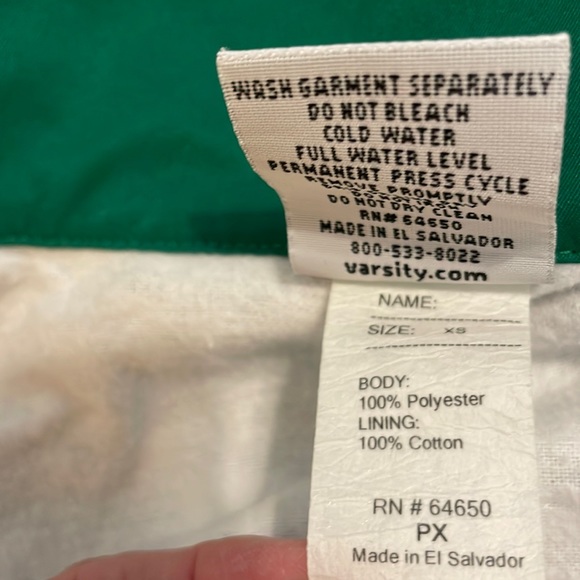 WASH GARMENT SEPARATELY
DO NOT BLEACH
COLD WATER
FULL WATER LEVEL
PERMANENT PRESS CYCLE
REMOVE PROMPTLY
DO NOT DRY CLEAN
RN# 64650
MADE IN EL SALVADOR
800-533-8022
varsity.com
NAME:
SIZE: XS
BODY:
100% Polyester
LINING:
100% Cotton
RN # 64650
PX
Made in El Salvador